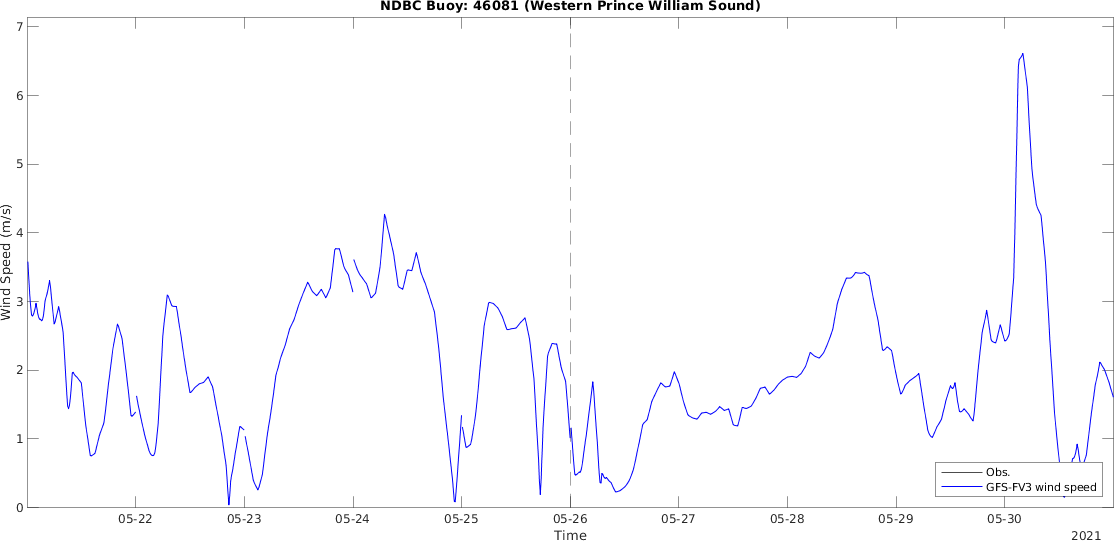 NDBC Buoy: 46081 (Western Prince William Sound)
7
6
5
4
3
2
1
0
Wind Speed (m/s)
05-22 05-23 05-24 05-25 05-26 05-27 05-28 05-29 05-30
Time
2021
Obs.
GFS-FV3 wind speed